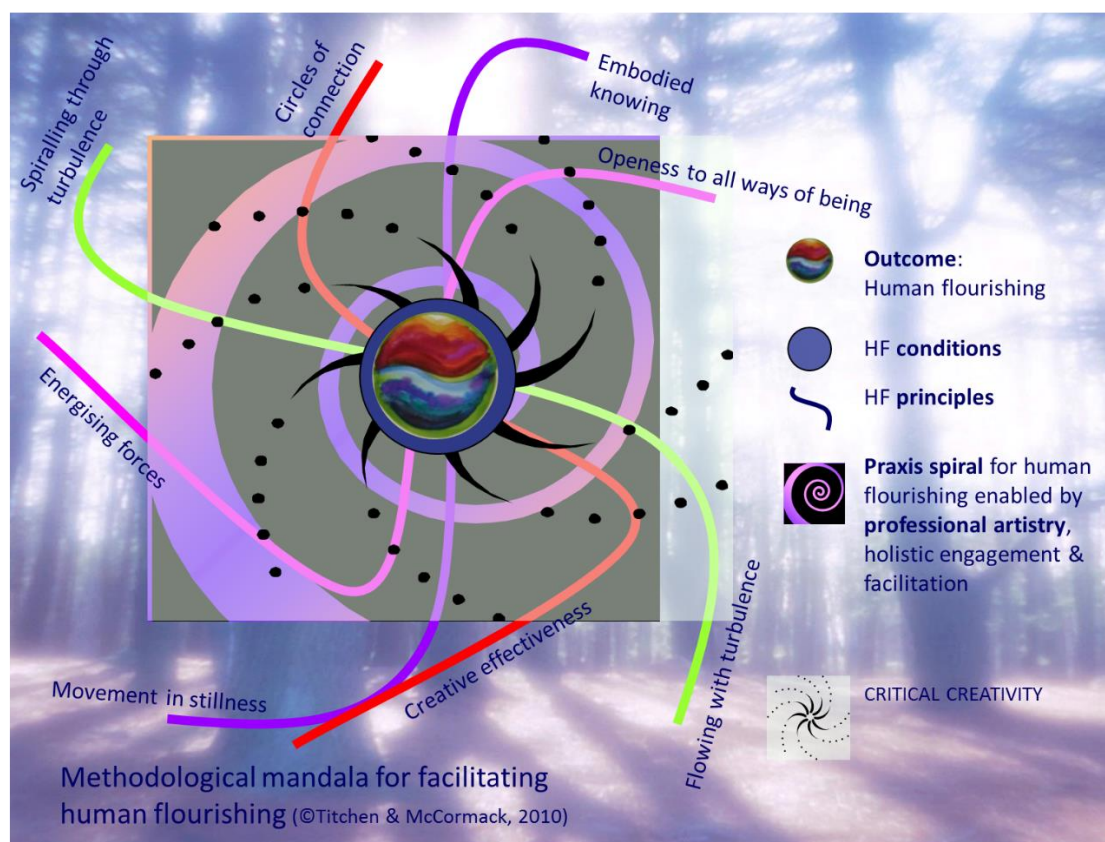 Embodied
knowing
Circles of
connection
Spiralling through
turbulence
Openess to all ways of being
Outcome:
Human flourishing
HF conditions
HF principles
Energising forces
Praxis spiral for human
flourishing enabled by
professional artistry,
holistic engagement &
facilitation
Movement in stillness
Creative effectiveness
Flowing with turbulence
CRITICAL CREATIVITY
Methodological mandala for facilitating
human flourishing (©Titchen & McCormack, 2010)